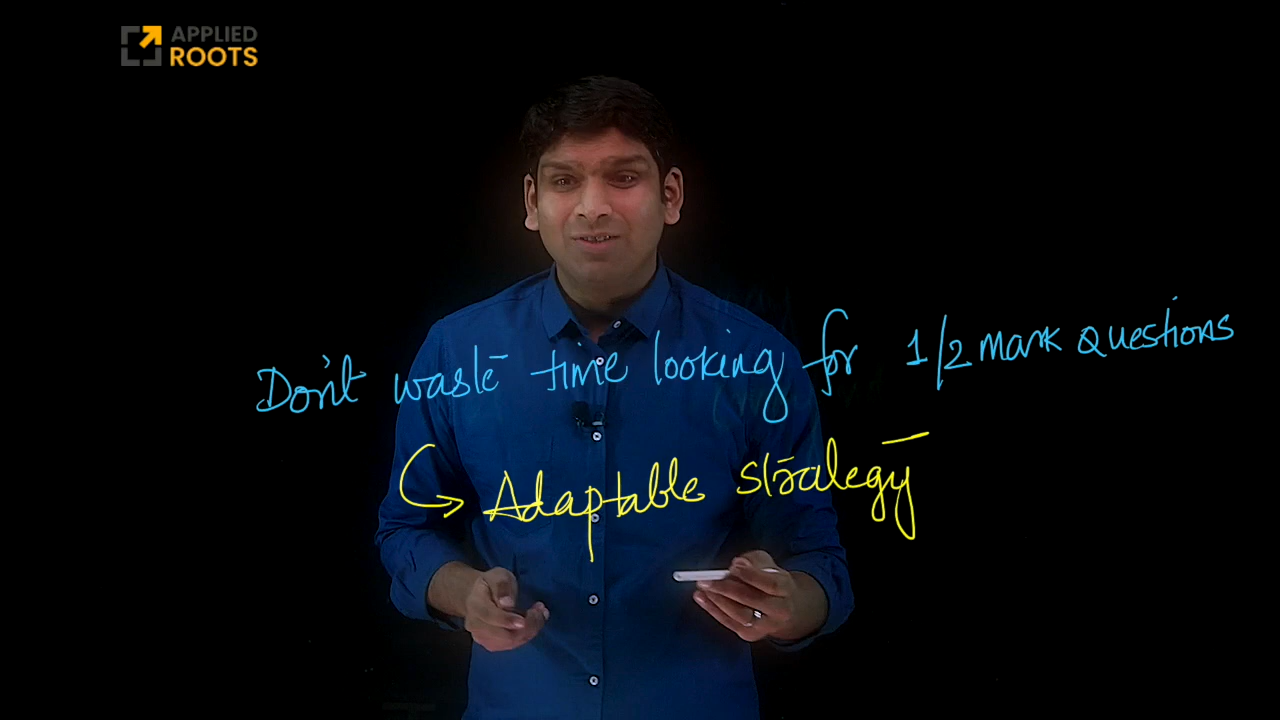 APPLIED
ROOTS
Don't waste time looking for 1/2 mark questions
Adaptable strategy